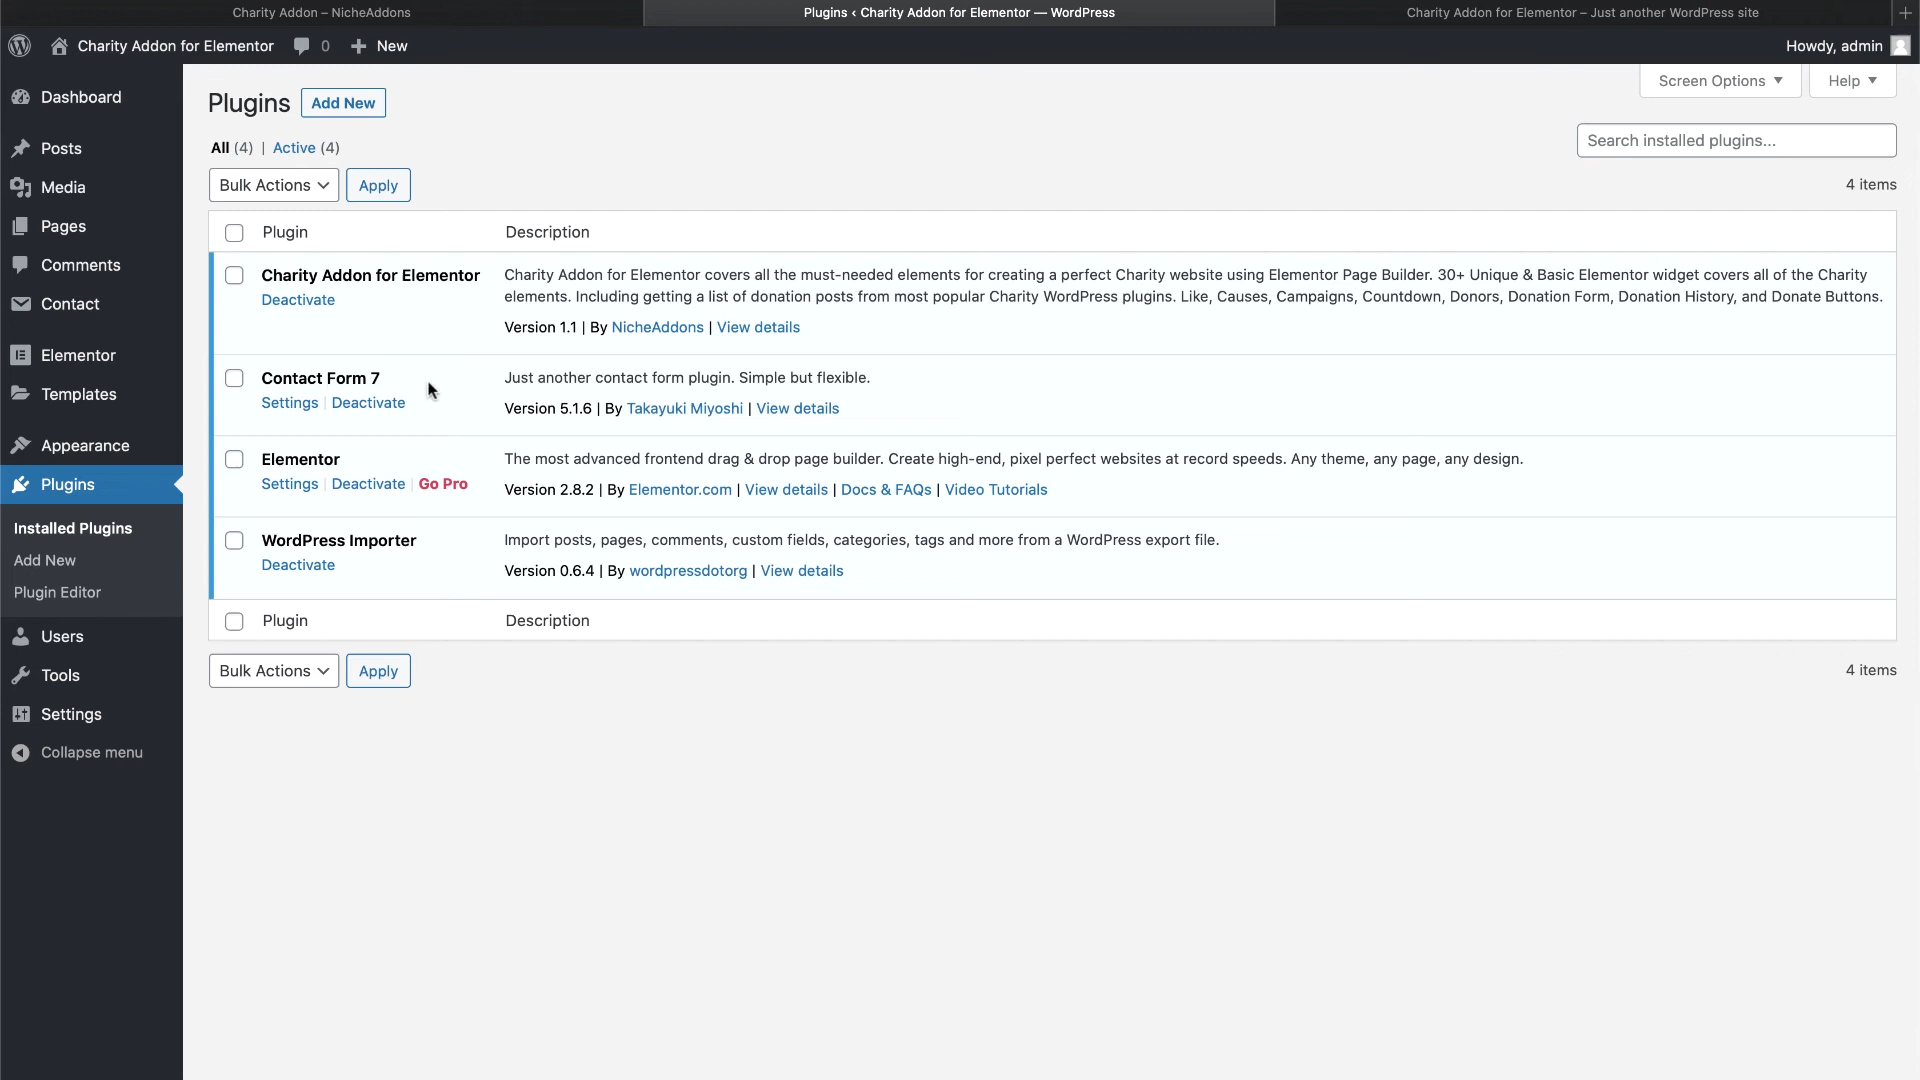 Charity Addon – NicheAddons
Plugins ‹ Charity Addon for Elementor — WordPress
Charity Addon for Elementor – Just another WordPress site
Charity Addon for Elementor
0
New
Howdy, admin
Dashboard
Posts
Media
Pages
Comments
Contact
Elementor
Templates
Appearance
Plugins
Installed Plugins
Add New
Plugin Editor
Users
Tools
Settings
Collapse menu
Screen Options
Help
Plugins
Add New
All (4) | Active (4)
Search installed plugins...
Bulk Actions
Apply
4 items
Plugin
Description
Charity Addon for Elementor
Deactivate
Charity Addon for Elementor covers all the must-needed elements for creating a perfect Charity website using Elementor Page Builder. 30+ Unique & Basic Elementor widget covers all of the Charity
elements. Including getting a list of donation posts from most popular Charity WordPress plugins. Like, Causes, Campaigns, Countdown, Donors, Donation Form, Donation History, and Donate Buttons.
Version 1.1 | By NicheAddons | View details
Contact Form 7
Settings | Deactivate
Just another contact form plugin. Simple but flexible.
Version 5.1.6 | By Takayuki Miyoshi | View details
Elementor
Settings | Deactivate | Go Pro
The most advanced frontend drag & drop page builder. Create high-end, pixel perfect websites at record speeds. Any theme, any page, any design.
Version 2.8.2 | By Elementor.com | View details | Docs & FAQs | Video Tutorials
WordPress Importer
Deactivate
Import posts, pages, comments, custom fields, categories, tags and more from a WordPress export file.
Version 0.6.4 | By wordpressdotorg | View details
Plugin
Description
Bulk Actions
Apply
4 items